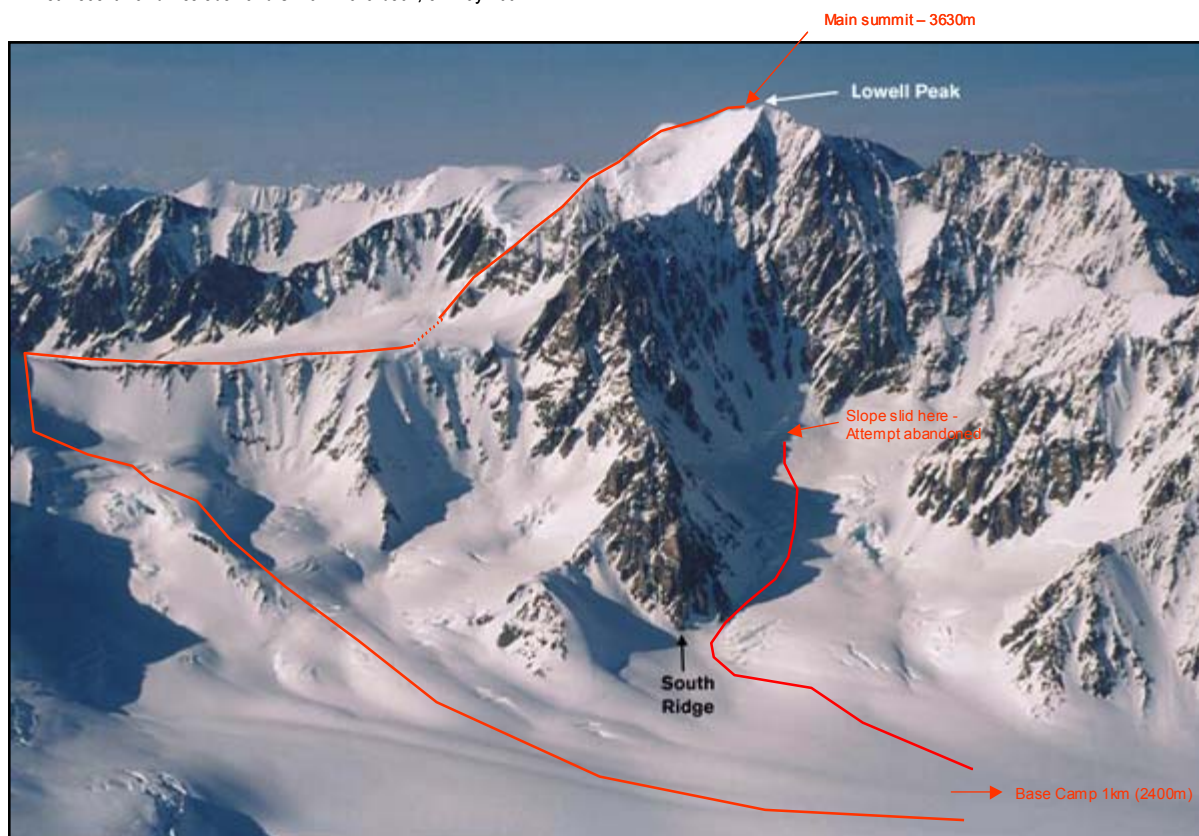 Main summit – 3630m
Lowell Peak
Slope slid here -
Attempt abandoned
South
Ridge
Base Camp 1km (2400m)